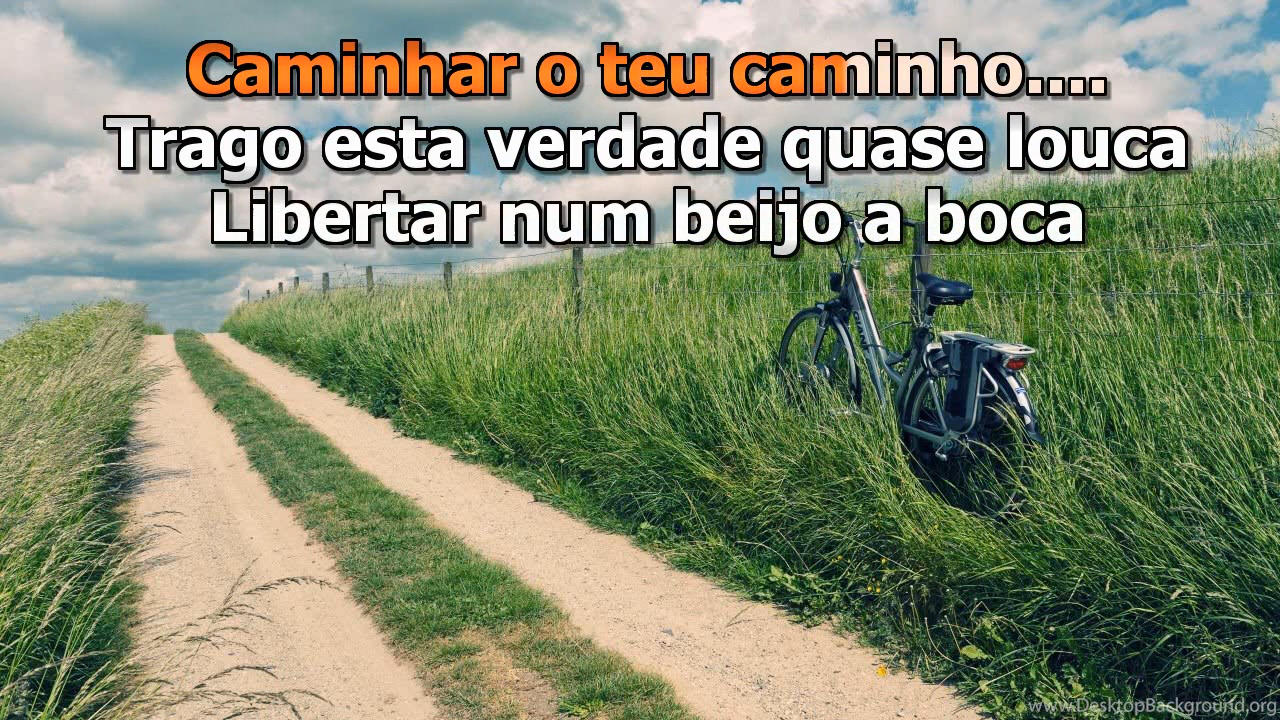 Caminhar o teu caminho....
Trago esta verdade quase louca
Libertar num beijo a boca
www.DesktopBackground.org